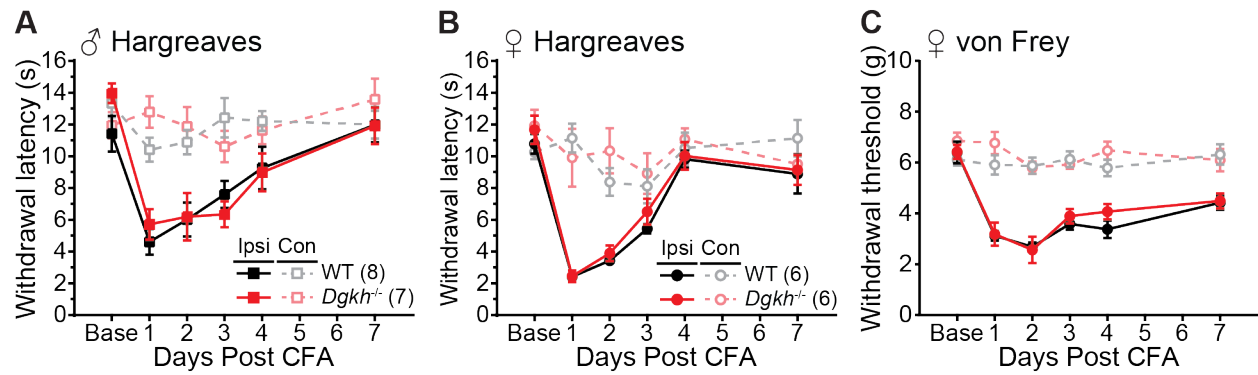 A
♂ Hargreaves
Withdrawal latency (s)
16
14
12
10
8
6
4
2
0
Ipsi Con
WT (8)
Dgkh-/- (7)
Base 1 2 3 4 5 6 7
Days Post CFA
B
♀ Hargreaves
Withdrawal latency (s)
16
14
12
10
8
6
4
2
0
Ipsi Con
WT (6)
Dgkh-/- (6)
Base 1 2 3 4 5 6 7
Days Post CFA
C
♀ von Frey
Withdrawal threshold (g)
10
8
6
4
2
0
Base 1 2 3 4 5 6 7
Days Post CFA